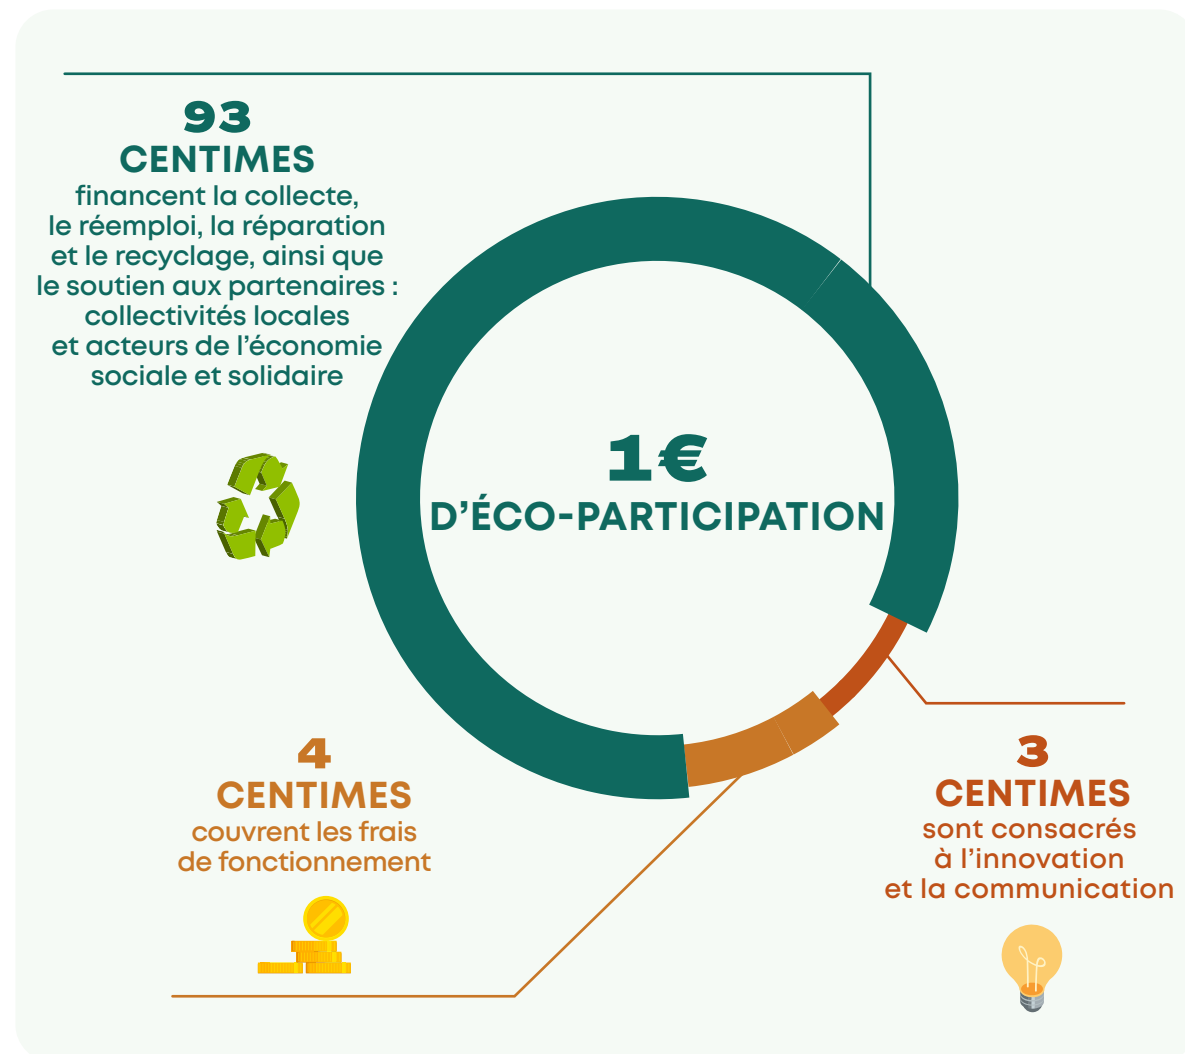 93
CENTIMES
financent la collecte,
le réemploi, la réparation
et le recyclage, ainsi que
le soutien aux partenaires :
collectivités locales
et acteurs de l’économie
sociale et solidaire
1€
D’ÉCO-PARTICIPATION
4
CENTIMES
couvrent les frais
de fonctionnement
3
CENTIMES
sont consacrés
à l’innovation
et la communication